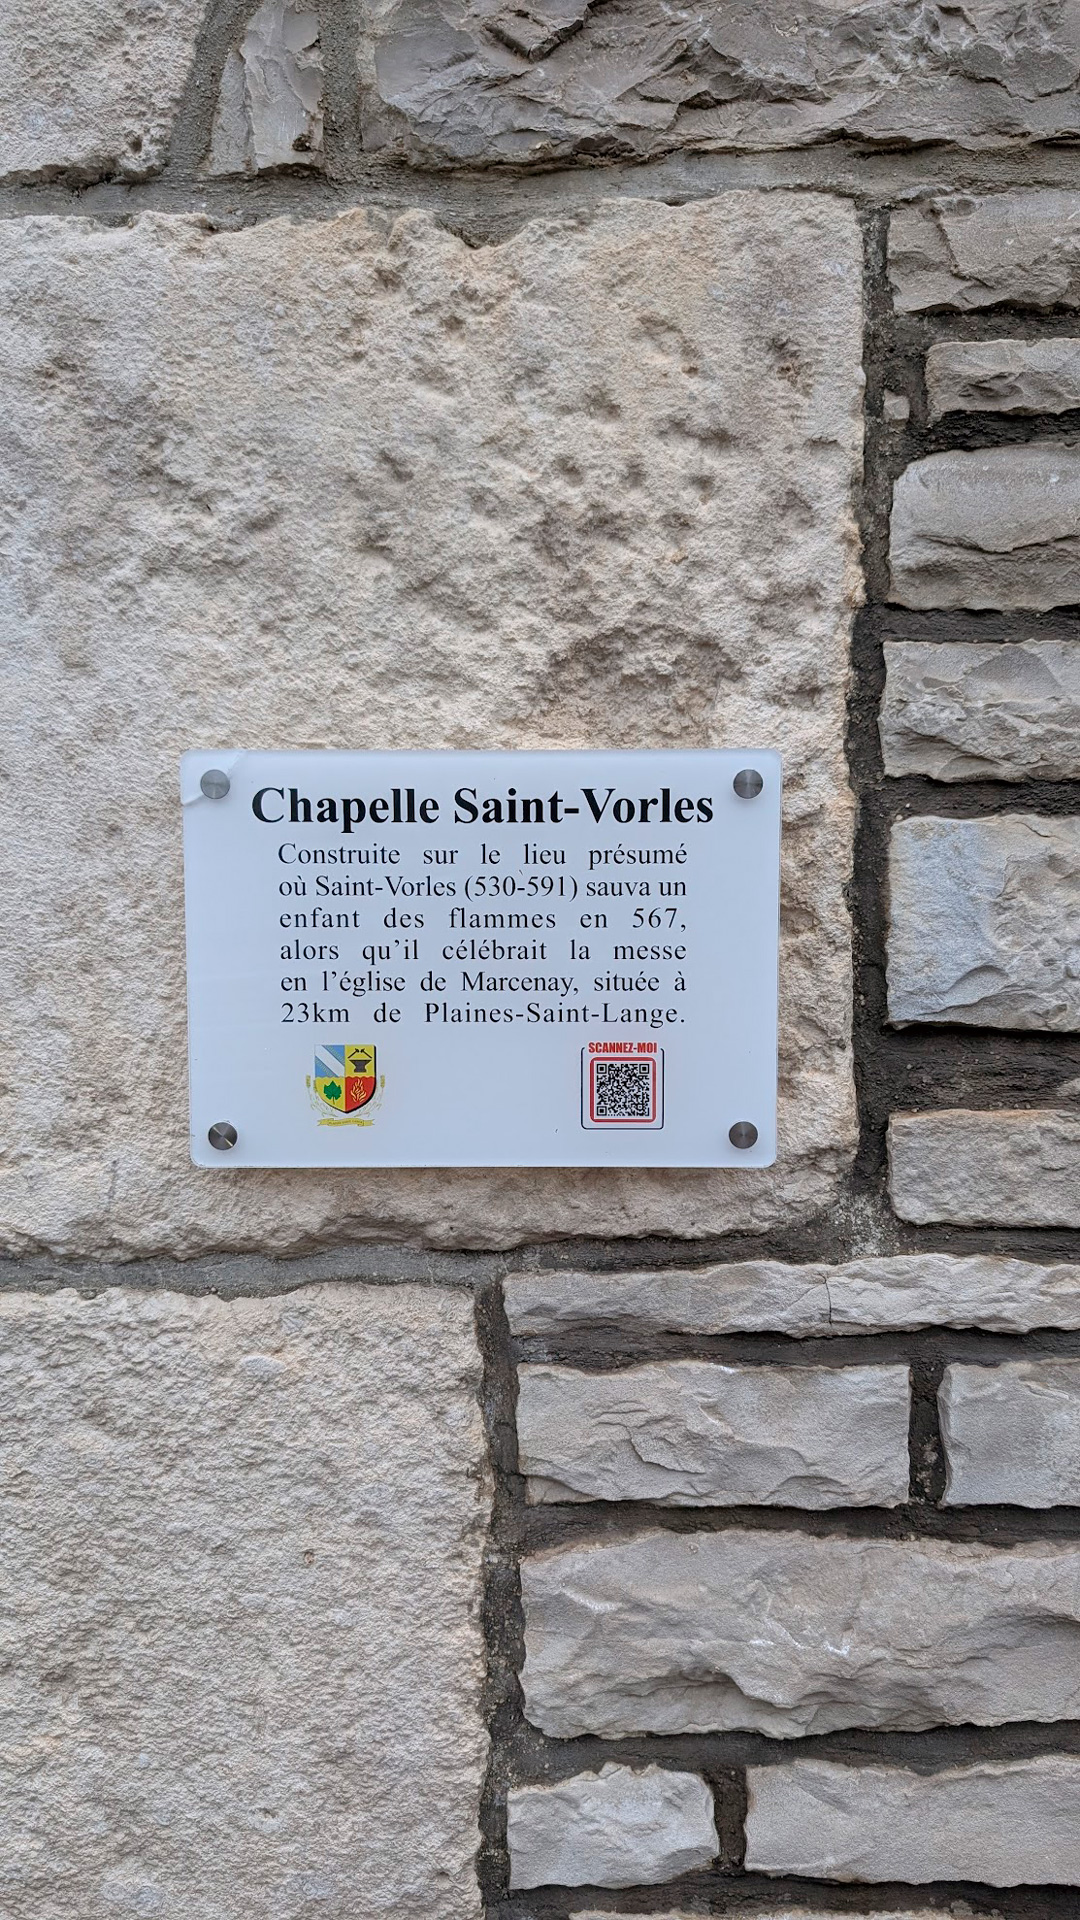 Chapelle Saint-Vorles
Construite sur le lieu présumé
où Saint-Vorles (530-591) sauva un
enfant des flammes en 567,
alors qu’il célébrait la messe
en l’église de Marcenay, située à
23km de Plaines-Saint-Lange.
SCANNEZ-MOI